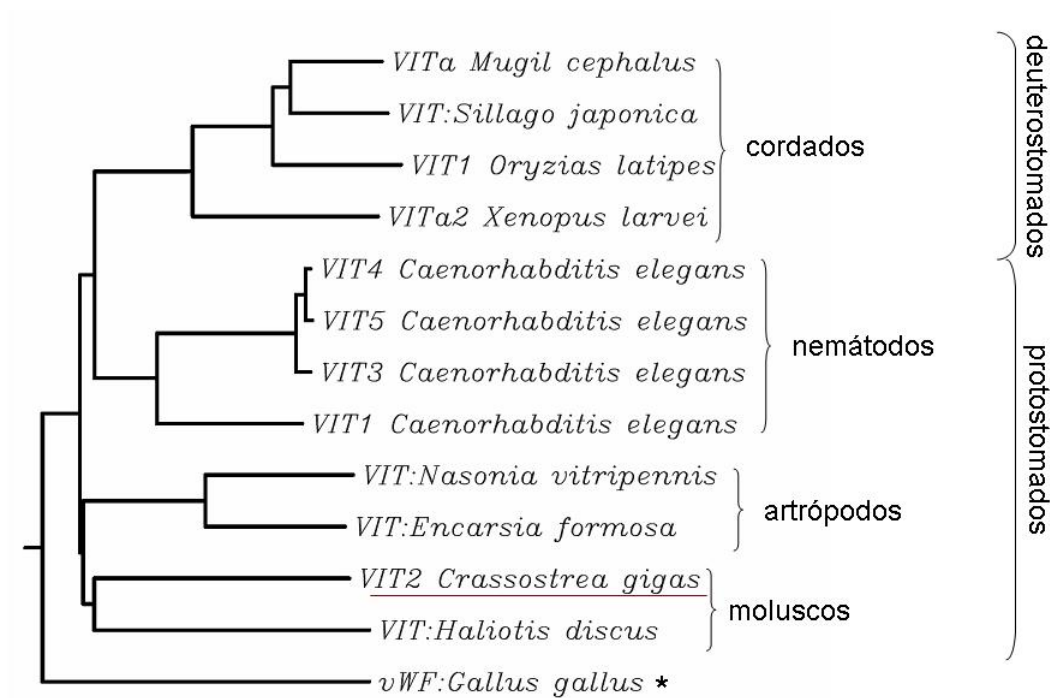 VITa Mugil cephalus
VIT:Sillago japonica
VIT1 Oryzias latipes
VITa2 Xenopus larvei
cordados
deuterostomados
VIT4 Caenorhabditis elegans
VIT5 Caenorhabditis elegans
VIT3 Caenorhabditis elegans
VIT1 Caenorhabditis elegans
nemátodos
VIT:Nasonia vitripennis
VIT:Encarsia formosa
artrópodos
VIT2 Crassostrea gigas
VIT:Haliotis discus
moluscos
protostomados
vWF:Gallus gallus *